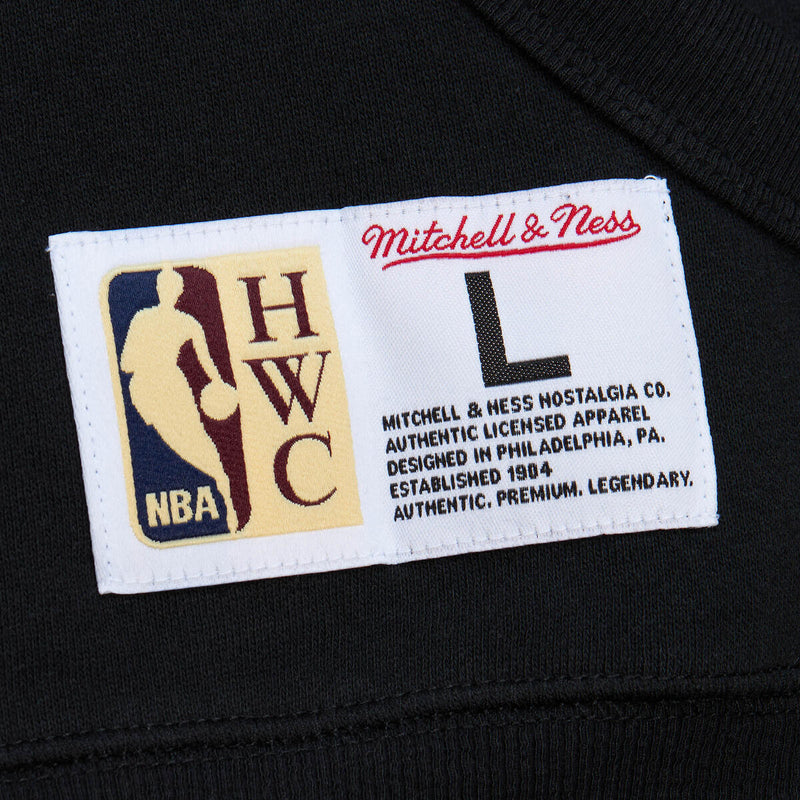 NBA
H
W
C
Mitchell & Ness
L
MITCHELL & NESS NOSTALGIA CO.
AUTHENTIC LICENSED APPAREL
DESIGNED IN PHILADELPHIA, PA.
ESTABLISHED 1904
AUTHENTIC. PREMIUM. LEGENDARY.